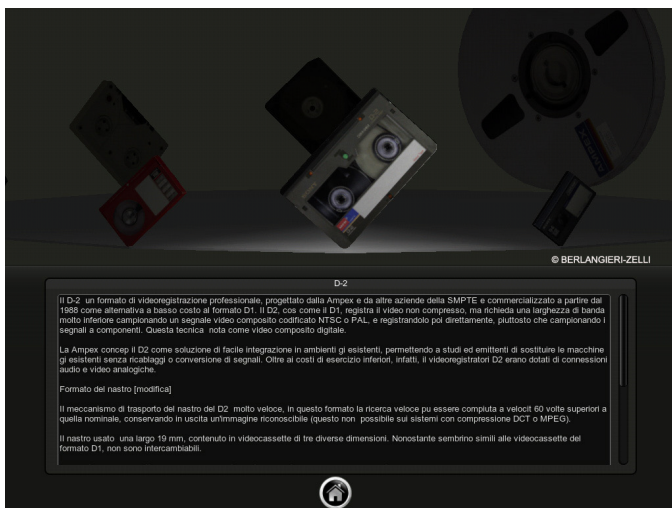 AMPEX
© BERLANGIERI-ZELLI
D-2
Il D-2  un formato di videoregistrazione professionale, progettato dalla Ampex e da altre aziende della SMPTE e commercializzato a partire dal
1988 come alternativa a basso costo al formato D1. Il D2, cos come il D1, registra il video non compresso, ma richieda una larghezza di banda
molto inferiore campionando un segnale video composito codificato NTSC o PAL, e registrandolo poi direttamente, piuttosto che campionando i
segnali a componenti. Questa tecnica  nota come video composito digitale.
La Ampex concep il D2 come soluzione di facile integrazione in ambienti gi esistenti, permettendo a studi ed emittenti di sostituire le macchine
gi esistenti senza ricablaggi o conversione di segnali. Oltre ai costi di esercizio inferiori, infatti, il videoregistratori D2 erano dotati di connessioni
audio e video analogiche.
Formato del nastro [modifica]
Il meccanismo di trasporto del nastro del D2  molto veloce, in questo formato la ricerca veloce pu essere compiuta a velocit 60 volte superiori a
quella nominale, conservando in uscita un'immagine riconoscibile (questo non  possibile sui sistemi con compressione DCT o MPEG).
Il nastro usato  una largo 19 mm, contenuto in videocassette di tre diverse dimensioni. Nonostante sembrino simili alle videocassette del
formato D1, non sono intercambiabili.